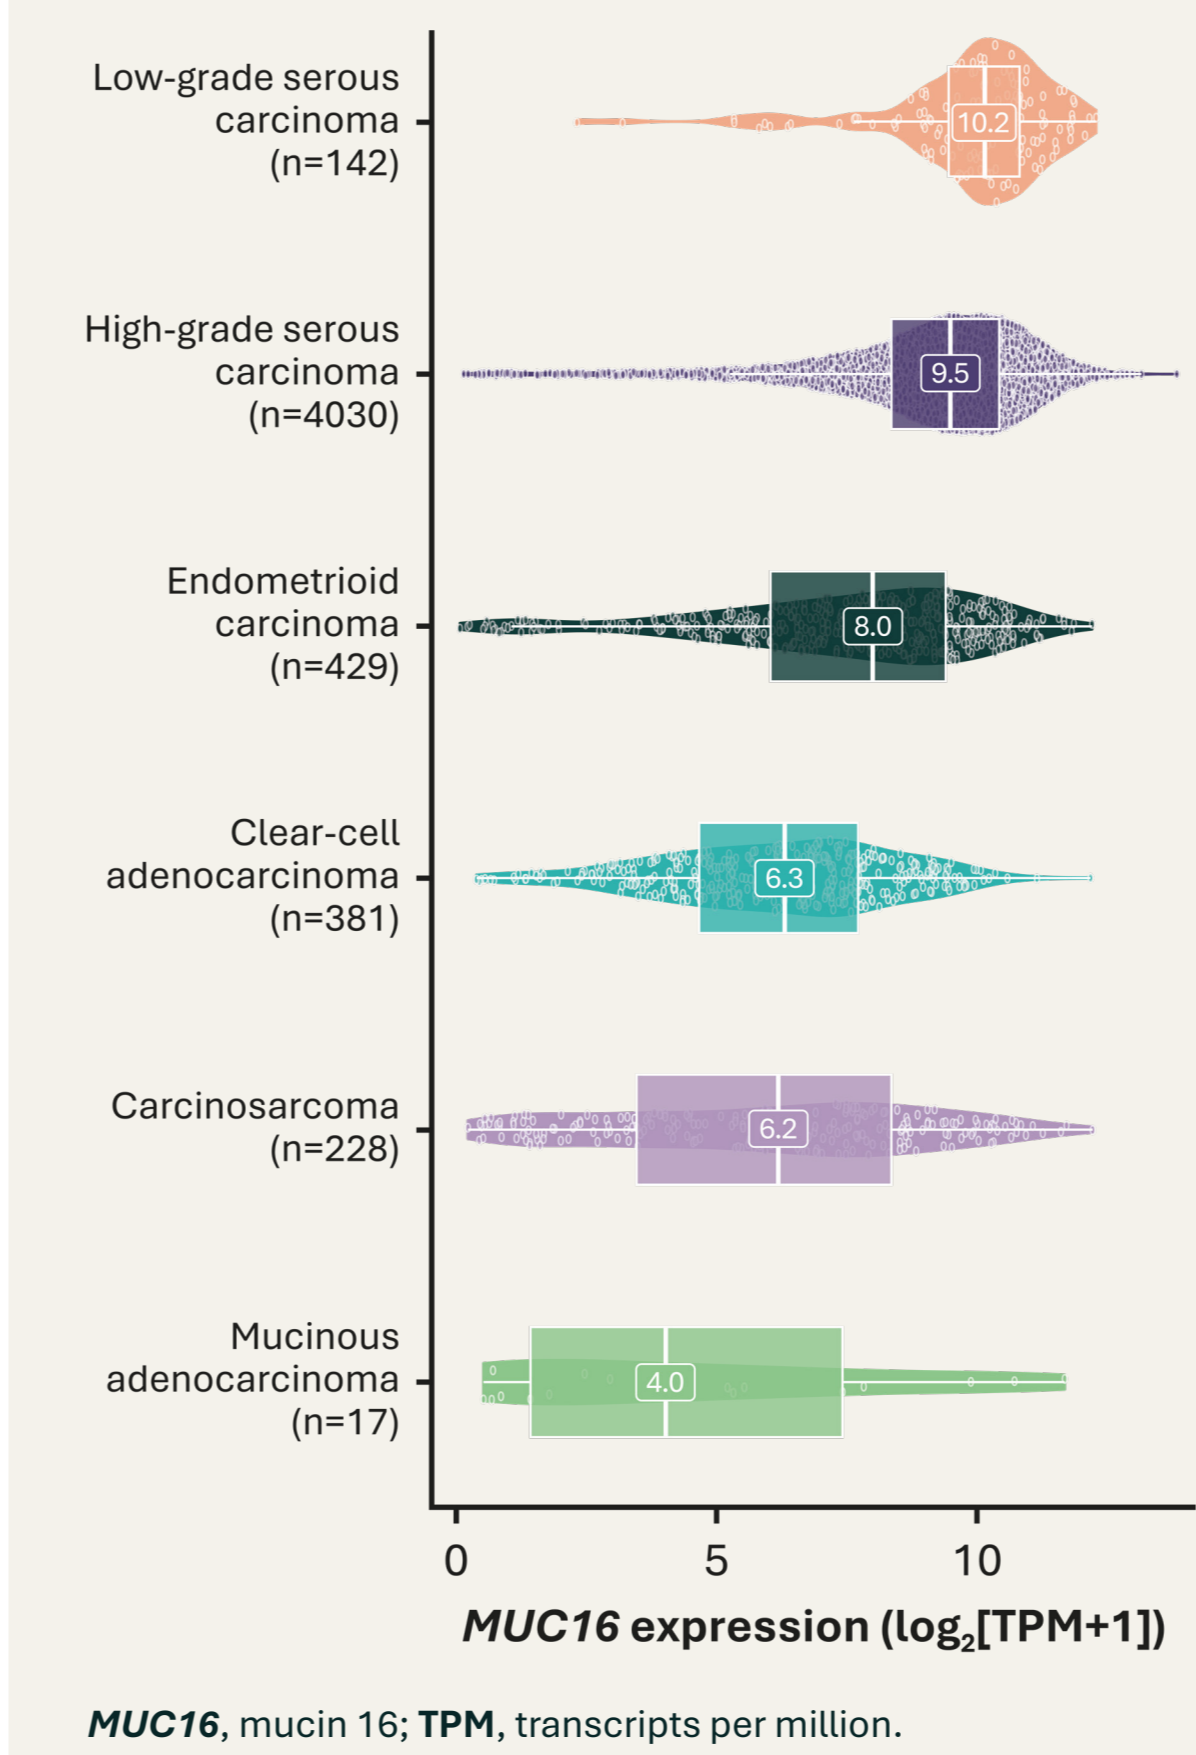 Low-grade serous
carcinoma
(n=142)
10.2
High-grade serous
carcinoma
(n=4030)
9.5
Endometrioid
carcinoma
(n=429)
8.0
Clear-cell
adenocarcinoma
(n=381)
6.3
Carcinosarcoma
(n=228)
6.2
Mucinous
adenocarcinoma
(n=17)
4.0
0 5 10
MUC16 expression (log₂[TPM+1])
MUC16, mucin 16; TPM, transcripts per million.